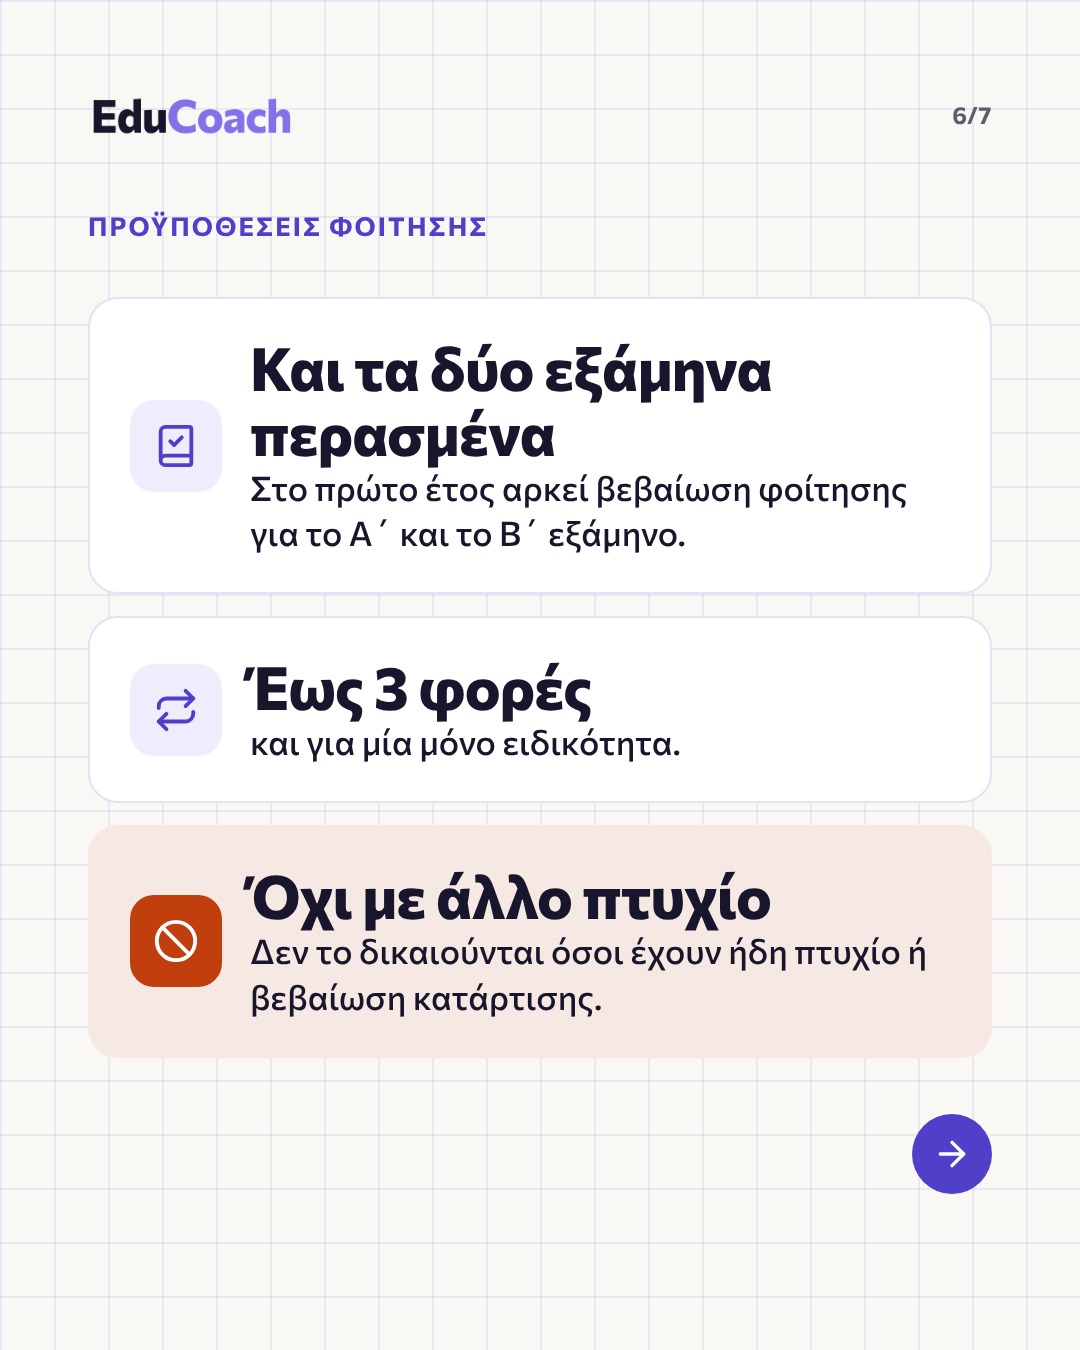 EduCoach
6/7
ΠΡΟΫΠΟΘΕΣΕΙΣ ΦΟΙΤΗΣΗΣ
Και τα δύο εξάμηνα
περασμένα
Στο πρώτο έτος αρκεί βεβαίωση φοίτησης
για το Α΄ και το Β΄ εξάμηνο.
Έως 3 φορές
και για μία μόνο ειδικότητα.
Όχι με άλλο πτυχίο
Δεν το δικαιούνται όσοι έχουν ήδη πτυχίο ή
βεβαίωση κατάρτισης.